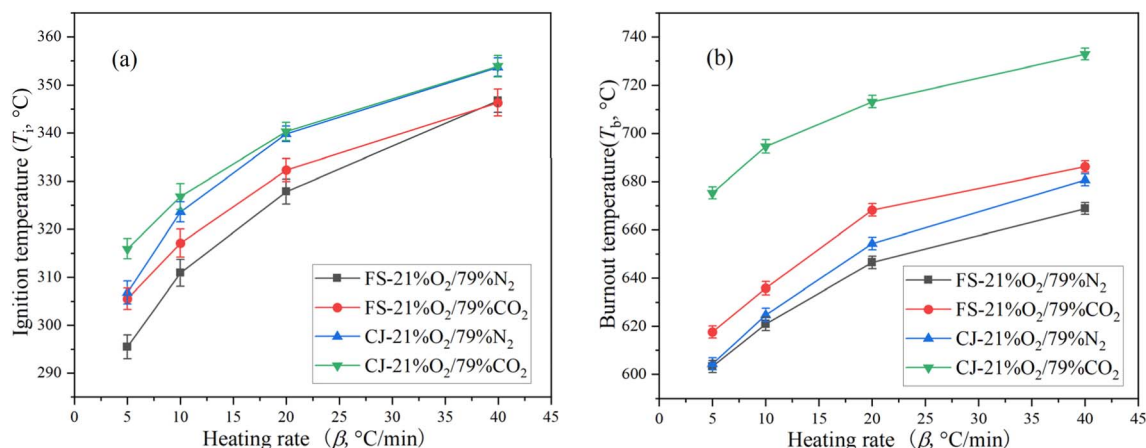 (a)
Ignition temperature (Tᵢ, °C)
360
350
340
330
320
310
300
290
FS-21%O₂/79%N₂
FS-21%O₂/79%CO₂
CJ-21%O₂/79%N₂
CJ-21%O₂/79%CO₂
0 5 10 15 20 25 30 35 40 45
Heating rate （β, °C/min）
(b)
Burnout temperature(T_b, °C)
740
720
700
680
660
640
620
600
FS-21%O₂/79%N₂
FS-21%O₂/79%CO₂
CJ-21%O₂/79%N₂
CJ-21%O₂/79%CO₂
0 5 10 15 20 25 30 35 40 45
Heating rate （β, °C/min）